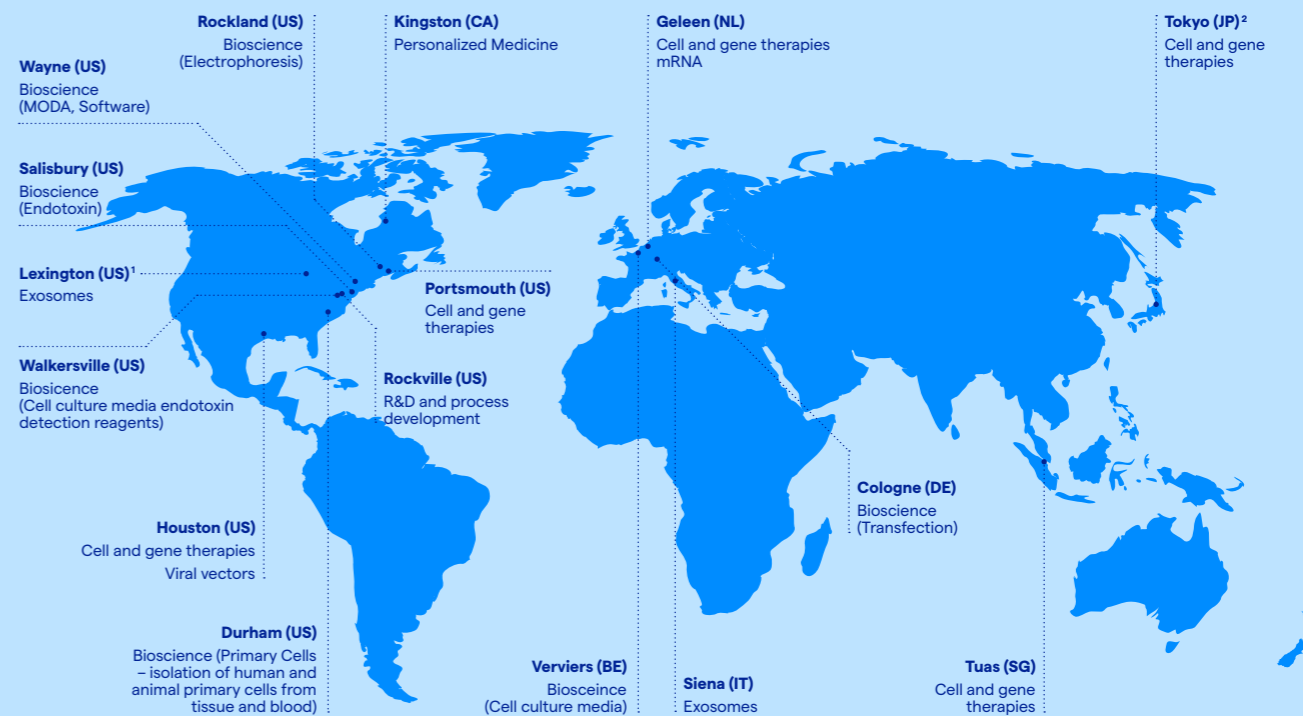 Rockland (US)
Bioscience
(Electrophoresis)
Kingston (CA)
Personalized Medicine
Geleen (NL)
Cell and gene therapies
mRNA
Tokyo (JP)²
Cell and gene
therapies
Wayne (US)
Bioscience
(MODA, Software)
Salisbury (US)
Bioscience
(Endotoxin)
Lexington (US)¹
Exosomes
Portsmouth (US)
Cell and gene
therapies
Walkersville (US)
Biosicence
(Cell culture media endotoxin
detection reagents)
Rockville (US)
R&D and process
development
Cologne (DE)
Bioscience
(Transfection)
Houston (US)
Cell and gene therapies
Viral vectors
Durham (US)
Bioscience (Primary Cells
– isolation of human and
animal primary cells from
tissue and blood)
Verviers (BE)
Biosceince
(Cell culture media)
Siena (IT)
Exosomes
Tuas (SG)
Cell and gene
therapies